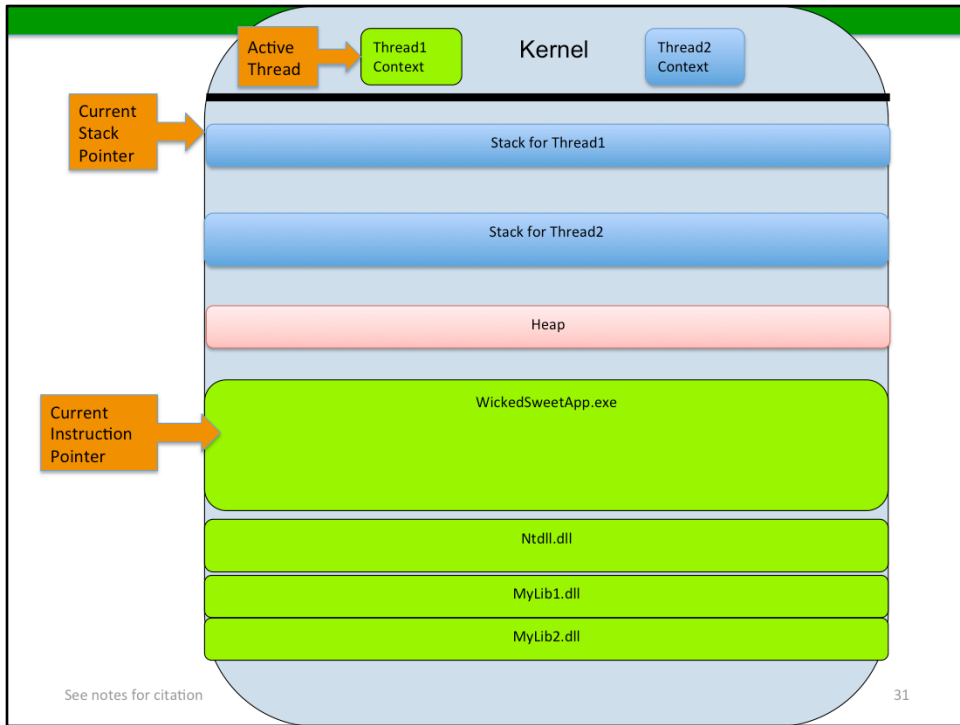 Active
Thread
Thread1
Context
Kernel
Thread2
Context
Current
Stack
Pointer
Stack for Thread1
Stack for Thread2
Heap
Current
Instruction
Pointer
WickedSweetApp.exe
Ntdll.dll
MyLib1.dll
MyLib2.dll
See notes for citation
31